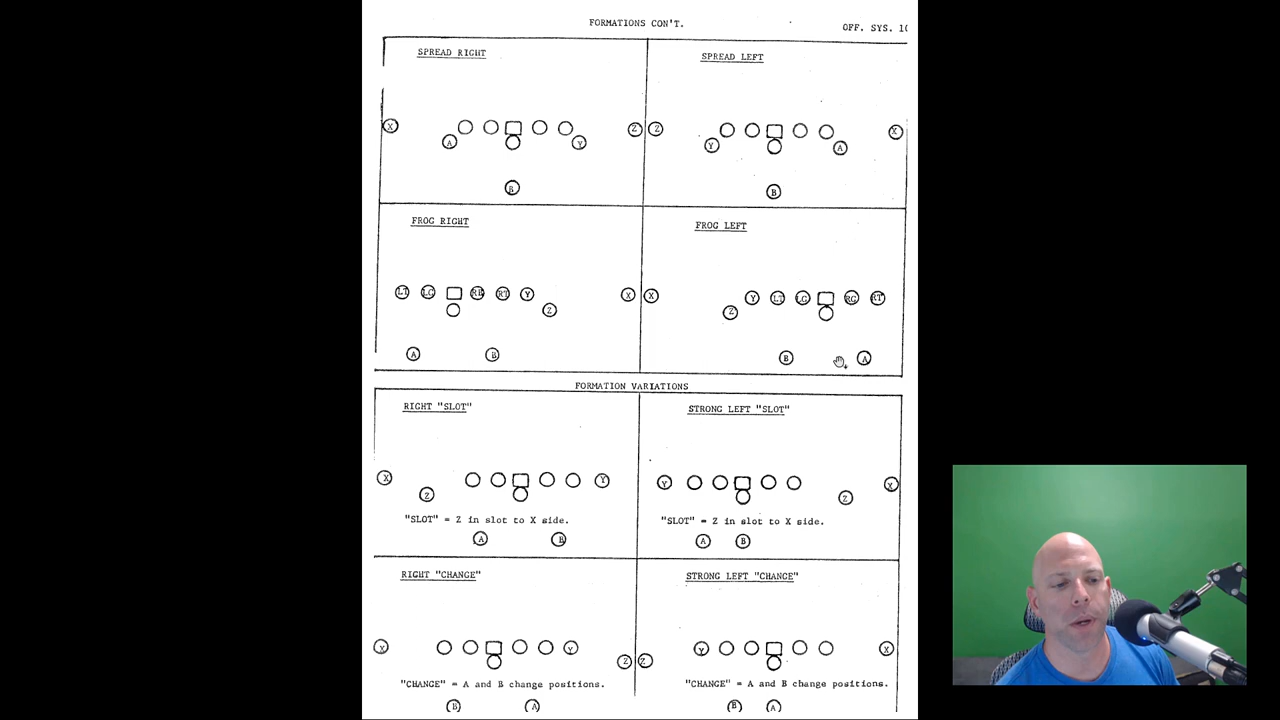 FORMATIONS CON'T.
OFF. SYS. 10
SPREAD RIGHT
SPREAD LEFT
X
Z
Z
X
A
Y
Y
A
B
B
FROG RIGHT
FROG LEFT
LT LG RT Y
X
X
Y LT LG RG RT
Z
Z
A
B
B
A
FORMATION VARIATIONS
RIGHT "SLOT"
STRONG LEFT "SLOT"
X
Y
Y
X
Z
Z
"SLOT" = Z in slot to X side.
"SLOT" = Z in slot to X side.
A
B
A
B
RIGHT "CHANGE"
STRONG LEFT "CHANGE"
X
Y
Y
X
Z
Z
"CHANGE" = A and B change positions.
"CHANGE" = A and B change positions.
B
A
B
A